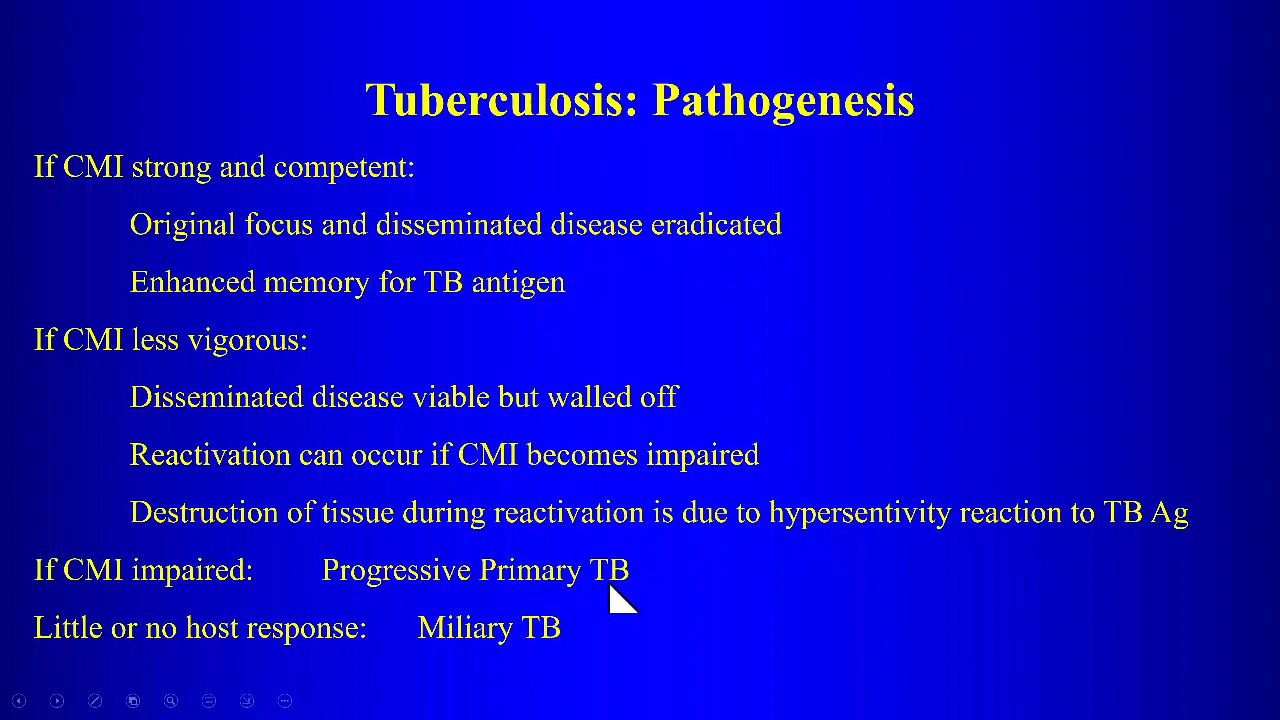 Tuberculosis: Pathogenesis
If CMI strong and competent:
Original focus and disseminated disease eradicated
Enhanced memory for TB antigen
If CMI less vigorous:
Disseminated disease viable but walled off
Reactivation can occur if CMI becomes impaired
Destruction of tissue during reactivation is due to hypersentivity reaction to TB Ag
If CMI impaired: Progressive Primary TB
Little or no host response: Miliary TB